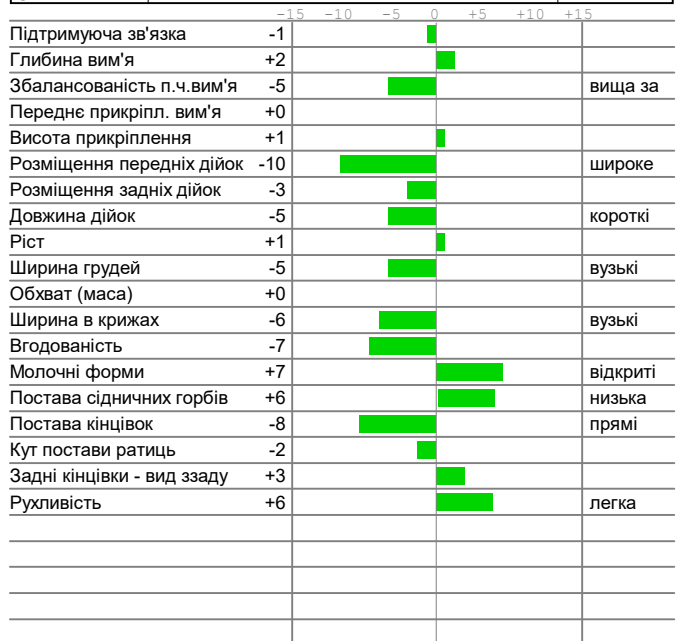 -15 -10 -5 0 +5 +10 +15
Підтримуюча зв'язка -1
Глибина вим'я +2
Збалансованість п.ч.вим'я -5 вища за
Переднє прикріпл. вим'я +0
Висота прикріплення +1
Розміщення передніх дійок -10 широке
Розміщення задніх дійок -3
Довжина дійок -5 короткі
Ріст +1
Ширина грудей -5 вузькі
Обхват (маса) +0
Ширина в крижах -6 вузькі
Вгодованість -7
Молочні форми +7 відкриті
Постава сідничних горбів +6 низька
Постава кінцівок -8 прямі
Кут постави ратиць -2
Задні кінцівки - вид ззаду +3
Рухливість +6 легка